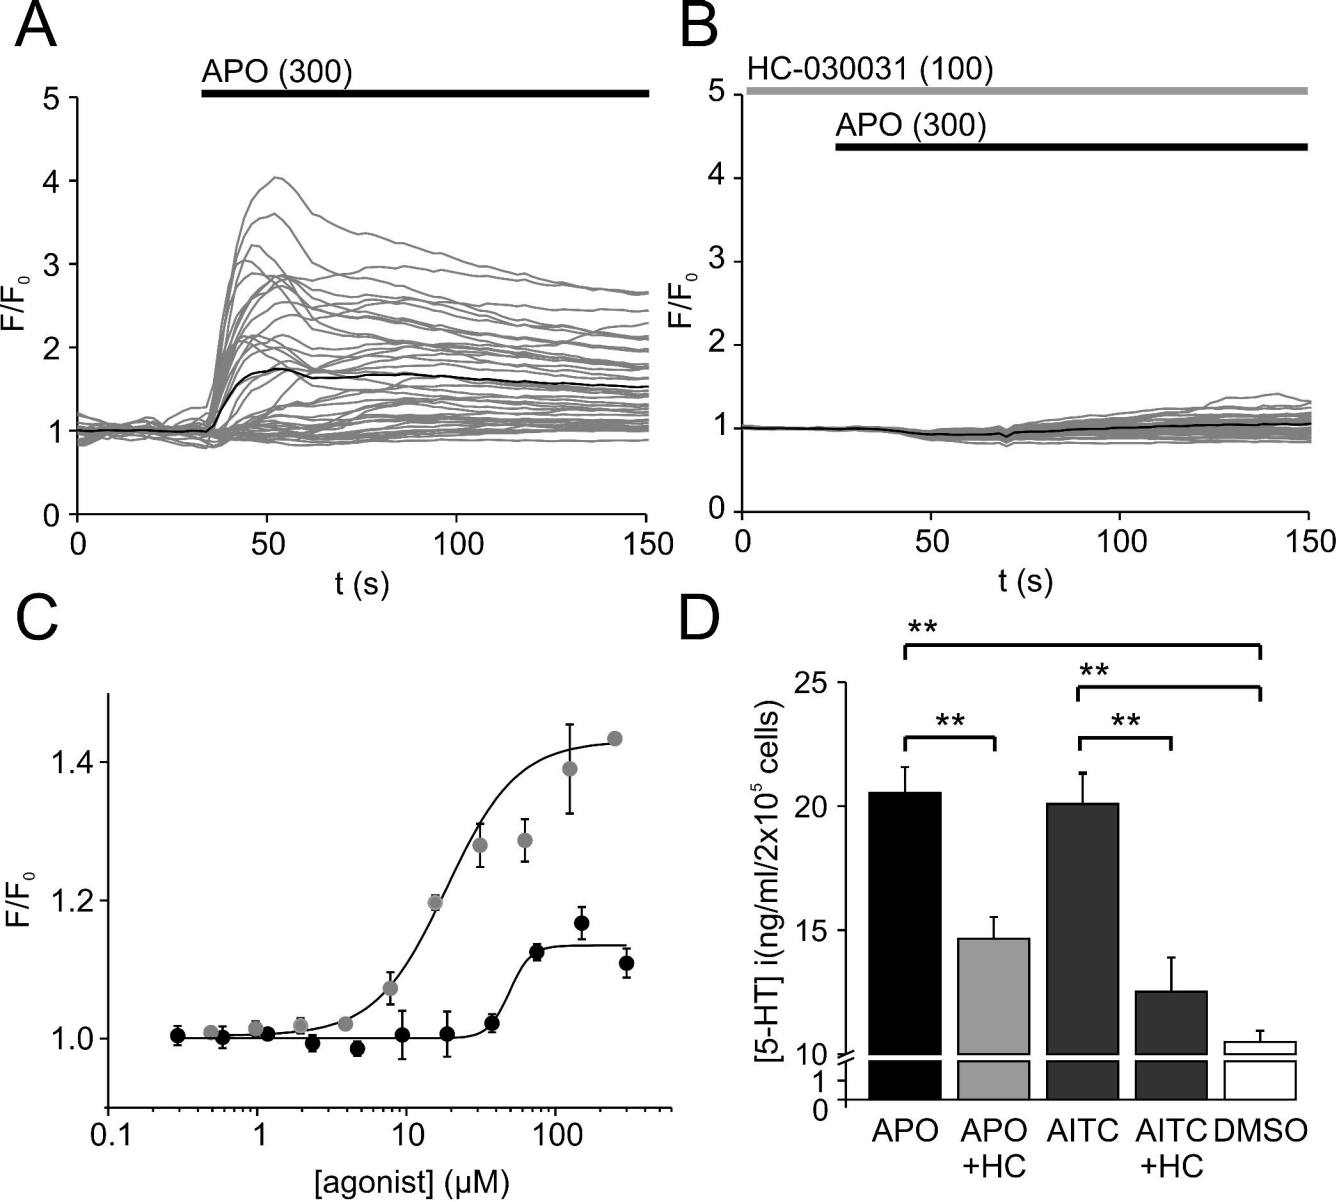 A
APO (300)
5
4
3
2
1
0
F/F0
0 50 100 150
t (s)
B
HC-030031 (100)
APO (300)
5
4
3
2
1
0
F/F0
0 50 100 150
t (s)
C
1.4
1.2
1.0
F/F0
0.1 1 10 100
[agonist] (µM)
D
**
**
** **
25
20
15
10
1
0
[5-HT] i(ng/ml/2x10⁵ cells)
APO APO AITC AITC DMSO
+HC +HC